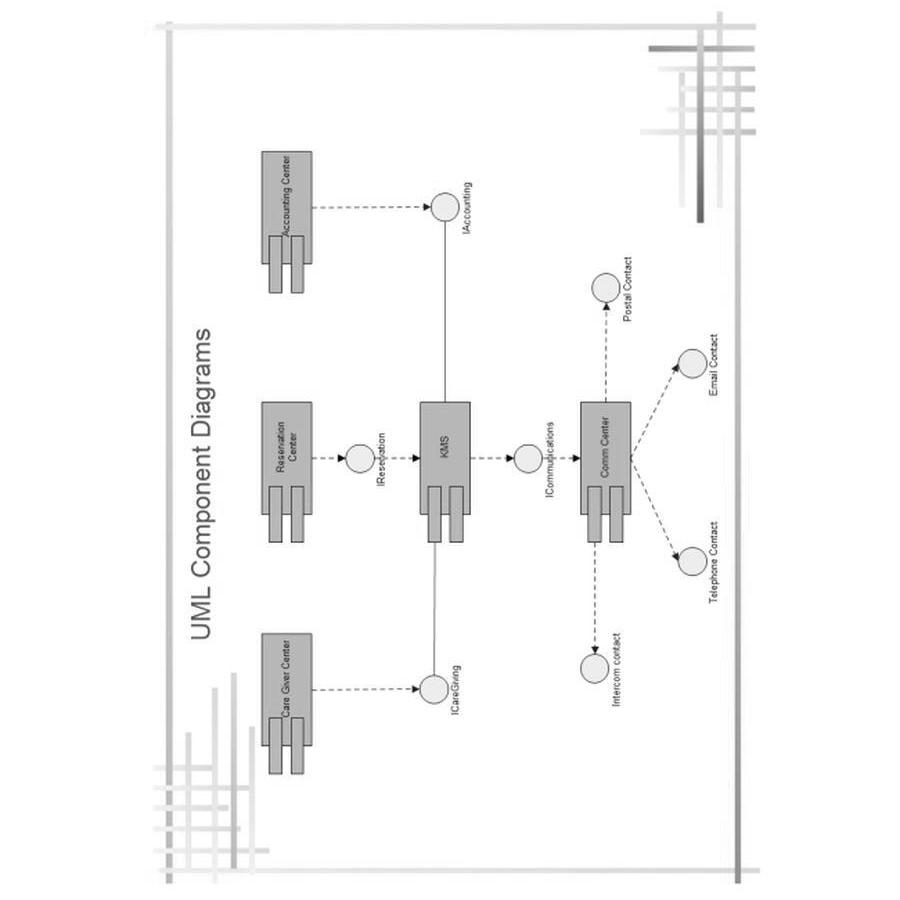 UML Component Diagrams
Care Giver Center
Reservation
Center
Accounting Center
IReservation
ICareGiving
KMS
IAccounting
ICommunications
Comm Center
Intercom contact
Postal Contact
Telephone Contact
Email Contact